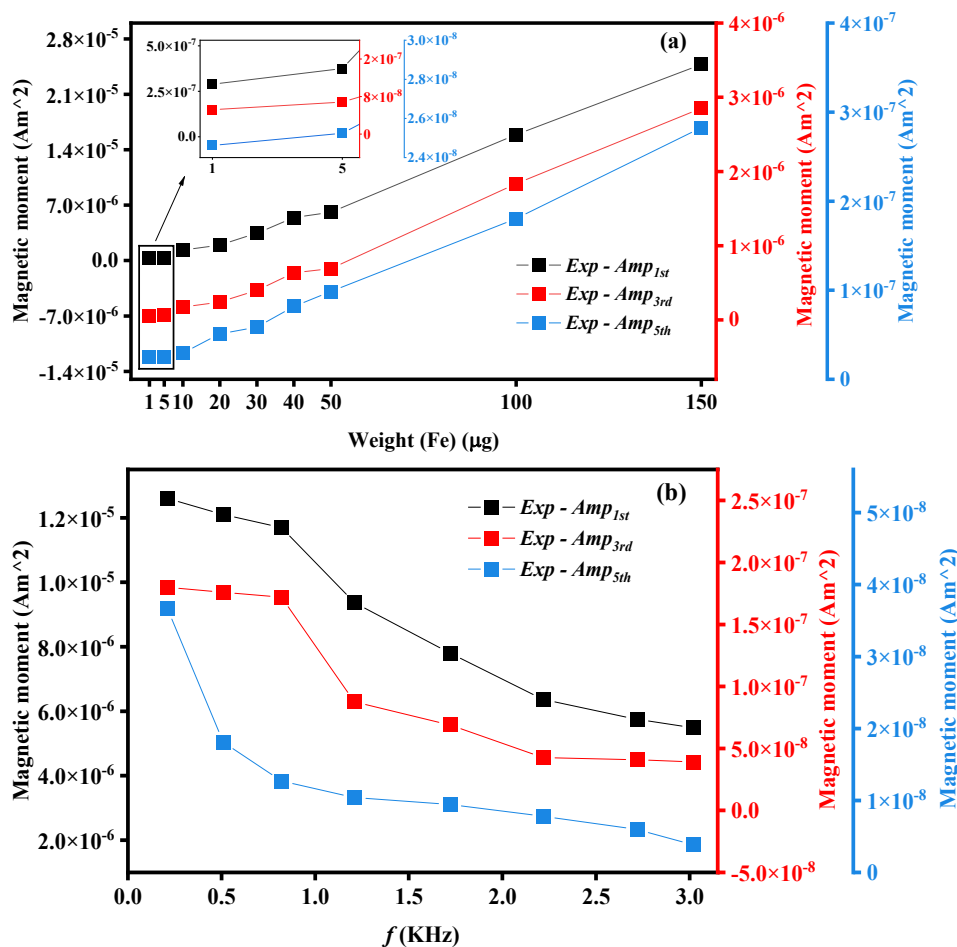 (a)
Magnetic moment (Am^2)
2.8×10⁻⁵
2.1×10⁻⁵
1.4×10⁻⁵
7.0×10⁻⁶
0.0
-7.0×10⁻⁶
-1.4×10⁻⁵
5.0×10⁻⁷
2.5×10⁻⁷
0.0
1 5
2×10⁻⁷
8×10⁻⁸
0
3.0×10⁻⁸
2.8×10⁻⁸
2.6×10⁻⁸
2.4×10⁻⁸
Exp - Amp1st
Exp - Amp3rd
Exp - Amp5th
1 5 10 20 30 40 50 100 150
Weight (Fe) (μg)
4×10⁻⁶
3×10⁻⁶
2×10⁻⁶
1×10⁻⁶
0
Magnetic moment (Am^2)
4×10⁻⁷
3×10⁻⁷
2×10⁻⁷
1×10⁻⁷
0
Magnetic moment (Am^2)
(b)
Magnetic moment (Am^2)
1.2×10⁻⁵
1.0×10⁻⁵
8.0×10⁻⁶
6.0×10⁻⁶
4.0×10⁻⁶
2.0×10⁻⁶
Exp - Amp1st
Exp - Amp3rd
Exp - Amp5th
0.0 0.5 1.0 1.5 2.0 2.5 3.0
f (KHz)
2.5×10⁻⁷
2.0×10⁻⁷
1.5×10⁻⁷
1.0×10⁻⁷
5.0×10⁻⁸
0.0
-5.0×10⁻⁸
Magnetic moment (Am^2)
5×10⁻⁸
4×10⁻⁸
3×10⁻⁸
2×10⁻⁸
1×10⁻⁸
0
Magnetic moment (Am^2)